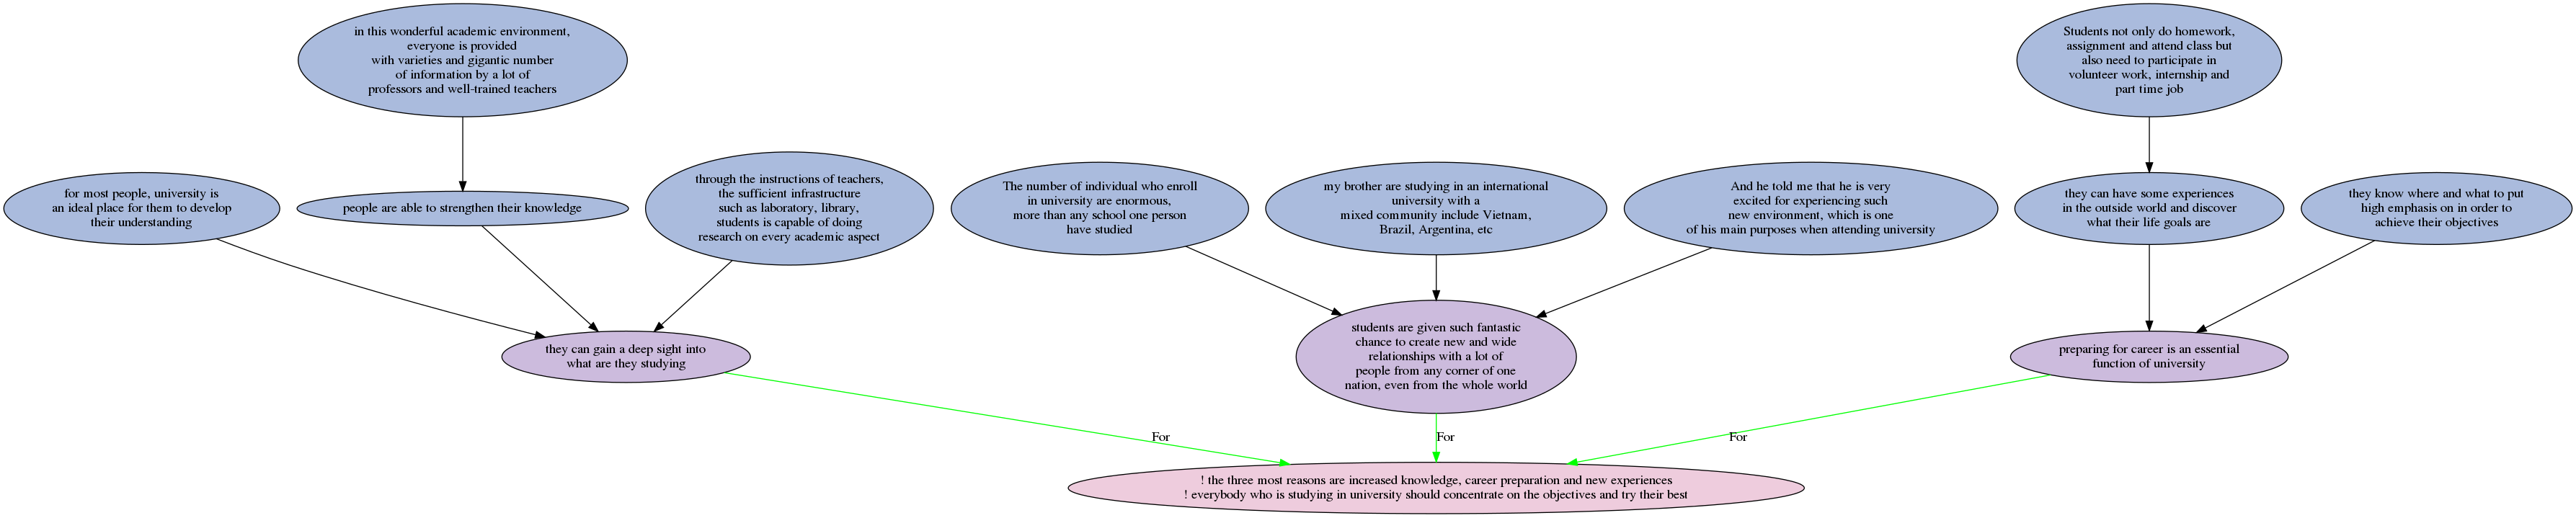 in this wonderful academic environment,
everyone is provided
with varieties and gigantic number
of information by a lot of
professors and well-trained teachers
Students not only do homework,
assignment and attend class but
also need to participate in
volunteer work, internship and
part time job
for most people, university is
an ideal place for them to develop
their understanding
people are able to strengthen their knowledge
through the instructions of teachers,
the sufficient infrastructure
such as laboratory, library,
students is capable of doing
research on every academic aspect
The number of individual who enroll
in university are enormous,
more than any school one person
have studied
my brother are studying in an international
university with a
mixed community include Vietnam,
Brazil, Argentina, etc
And he told me that he is very
excited for experiencing such
new environment, which is one
of his main purposes when attending university
they can have some experiences
in the outside world and discover
what their life goals are
they know where and what to put
high emphasis on in order to
achieve their objectives
they can gain a deep sight into
what are they studying
students are given such fantastic
chance to create new and wide
relationships with a lot of
people from any corner of one
nation, even from the whole world
preparing for career is an essential
function of university
For
For
For
! the three most reasons are increased knowledge, career preparation and new experiences
! everybody who is studying in university should concentrate on the objectives and try their best